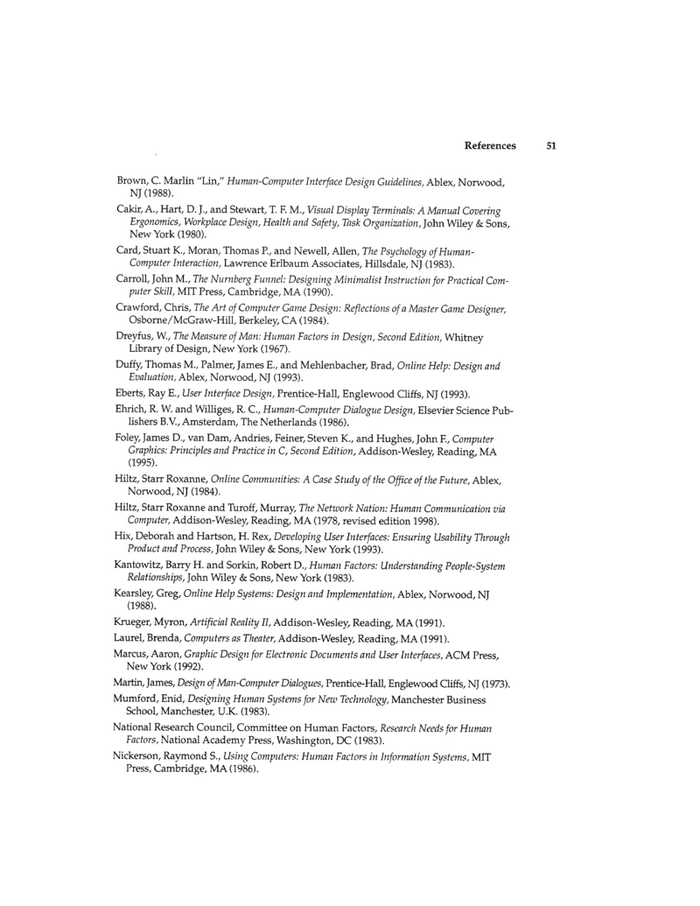 References 51
Brown, C. Marlin "Lin," Human-Computer Interface Design Guidelines, Ablex, Norwood,
NJ (1988).
Cakir, A., Hart, D. J., and Stewart, T. F. M., Visual Display Terminals: A Manual Covering
Ergonomics, Workplace Design, Health and Safety, Task Organization, John Wiley & Sons,
New York (1980).
Card, Stuart K., Moran, Thomas P., and Newell, Allen, The Psychology of Human-
Computer Interaction, Lawrence Erlbaum Associates, Hillsdale, NJ (1983).
Carroll, John M., The Nurnberg Funnel: Designing Minimalist Instruction for Practical Com-
puter Skill, MIT Press, Cambridge, MA (1990).
Crawford, Chris, The Art of Computer Game Design: Reflections of a Master Game Designer,
Osborne/McGraw-Hill, Berkeley, CA (1984).
Dreyfus, W., The Measure of Man: Human Factors in Design, Second Edition, Whitney
Library of Design, New York (1967).
Duffy, Thomas M., Palmer, James E., and Mehlenbacher, Brad, Online Help: Design and
Evaluation, Ablex, Norwood, NJ (1993).
Eberts, Ray E., User Interface Design, Prentice-Hall, Englewood Cliffs, NJ (1993).
Ehrich, R. W. and Williges, R. C., Human-Computer Dialogue Design, Elsevier Science Pub-
lishers B.V., Amsterdam, The Netherlands (1986).
Foley, James D., van Dam, Andries, Feiner, Steven K., and Hughes, John F., Computer
Graphics: Principles and Practice in C, Second Edition, Addison-Wesley, Reading, MA
(1995).
Hiltz, Starr Roxanne, Online Communities: A Case Study of the Office of the Future, Ablex,
Norwood, NJ (1984).
Hiltz, Starr Roxanne and Turoff, Murray, The Network Nation: Human Communication via
Computer, Addison-Wesley, Reading, MA (1978, revised edition 1998).
Hix, Deborah and Hartson, H. Rex, Developing User Interfaces: Ensuring Usability Through
Product and Process, John Wiley & Sons, New York (1993).
Kantowitz, Barry H. and Sorkin, Robert D., Human Factors: Understanding People-System
Relationships, John Wiley & Sons, New York (1983).
Kearsley, Greg, Online Help Systems: Design and Implementation, Ablex, Norwood, NJ
(1988).
Krueger, Myron, Artificial Reality II, Addison-Wesley, Reading, MA (1991).
Laurel, Brenda, Computers as Theater, Addison-Wesley, Reading, MA (1991).
Marcus, Aaron, Graphic Design for Electronic Documents and User Interfaces, ACM Press,
New York (1992).
Martin, James, Design of Man-Computer Dialogues, Prentice-Hall, Englewood Cliffs, NJ (1973).
Mumford, Enid, Designing Human Systems for New Technology, Manchester Business
School, Manchester, U.K. (1983).
National Research Council, Committee on Human Factors, Research Needs for Human
Factors, National Academy Press, Washington, DC (1983).
Nickerson, Raymond S., Using Computers: Human Factors in Information Systems, MIT
Press, Cambridge, MA (1986).